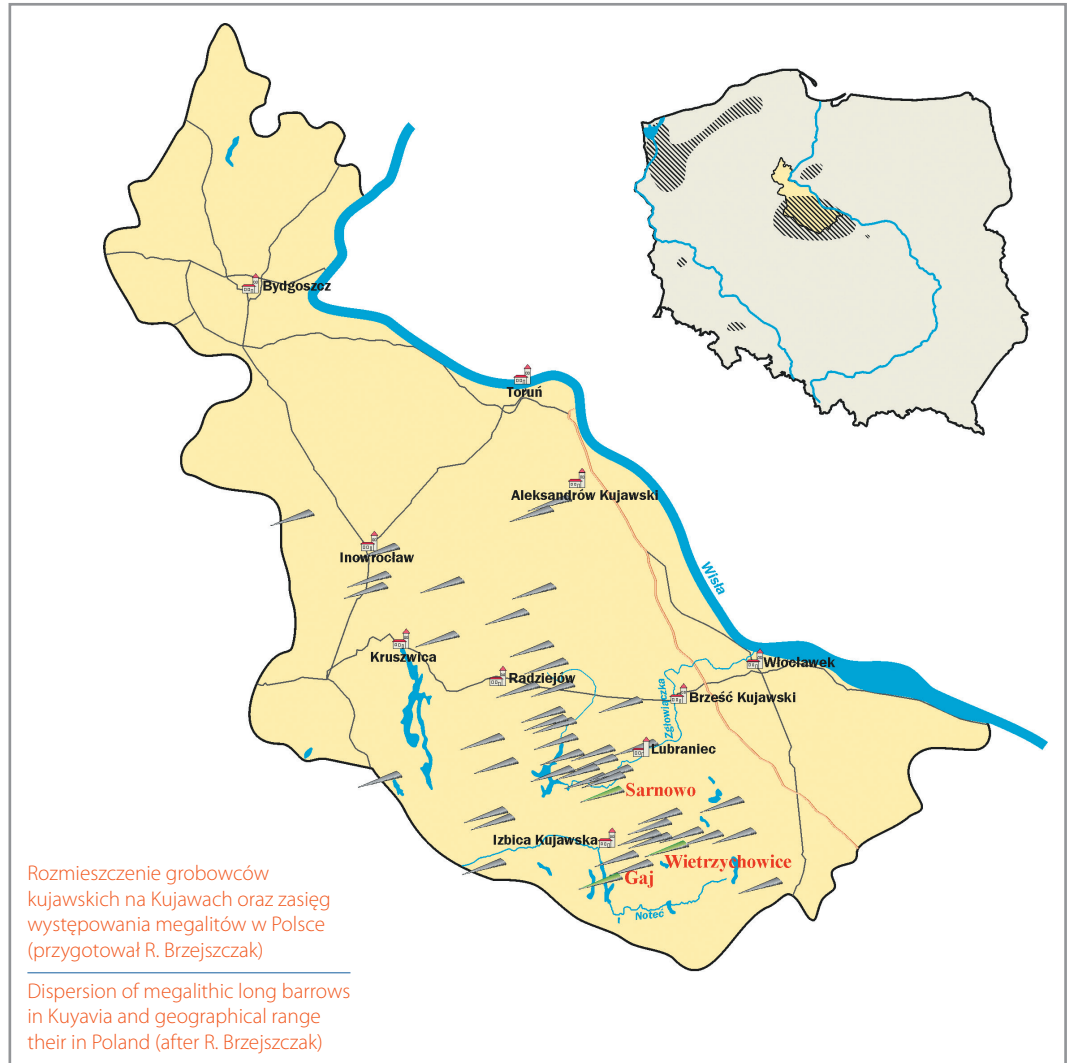 Bydgoszcz
Toruń
Aleksandrów Kujawski
Inowrocław
Wisła
Kruszwica
Włocławek
Radziejów
Brześć Kujawski
Zgłowiączka
Lubraniec
Sarnowo
Izbica Kujawska
Wietrzychowice
Gaj
Noteć
Rozmieszczenie grobowców
kujawskich na Kujawach oraz zasięg
występowania megalitów w Polsce
(przygotował R. Brzejszczak)
Dispersion of megalithic long barrows
in Kuyavia and geographical range
their in Poland (after R. Brzejszczak)